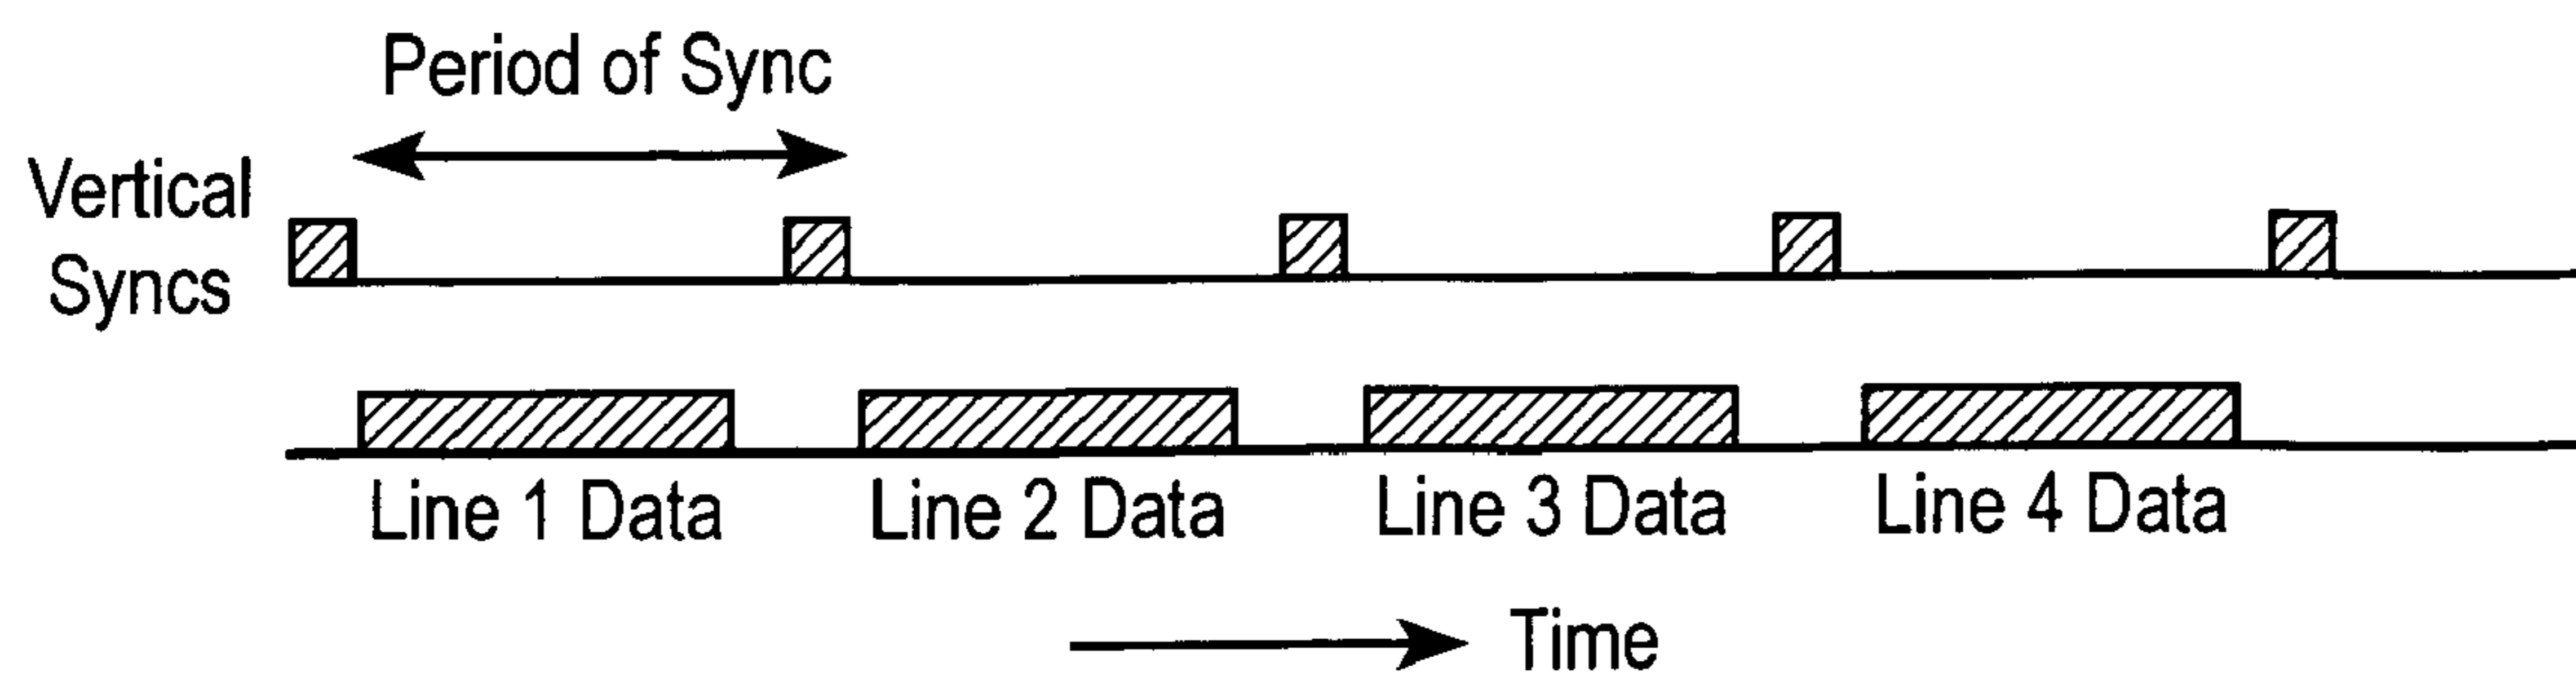 Period of Sync
Vertical
Syncs
Line 1 Data
Line 2 Data
Line 3 Data
Line 4 Data
Time